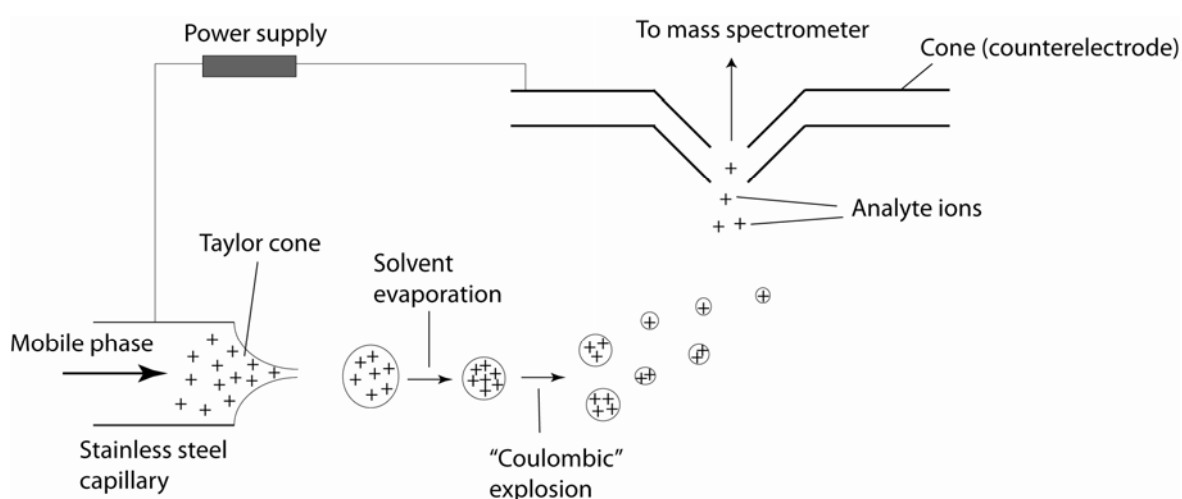 Power supply
To mass spectrometer
Cone (counterelectrode)
Analyte ions
Taylor cone
Solvent
evaporation
Mobile phase
Stainless steel
capillary
“Coulombic”
explosion